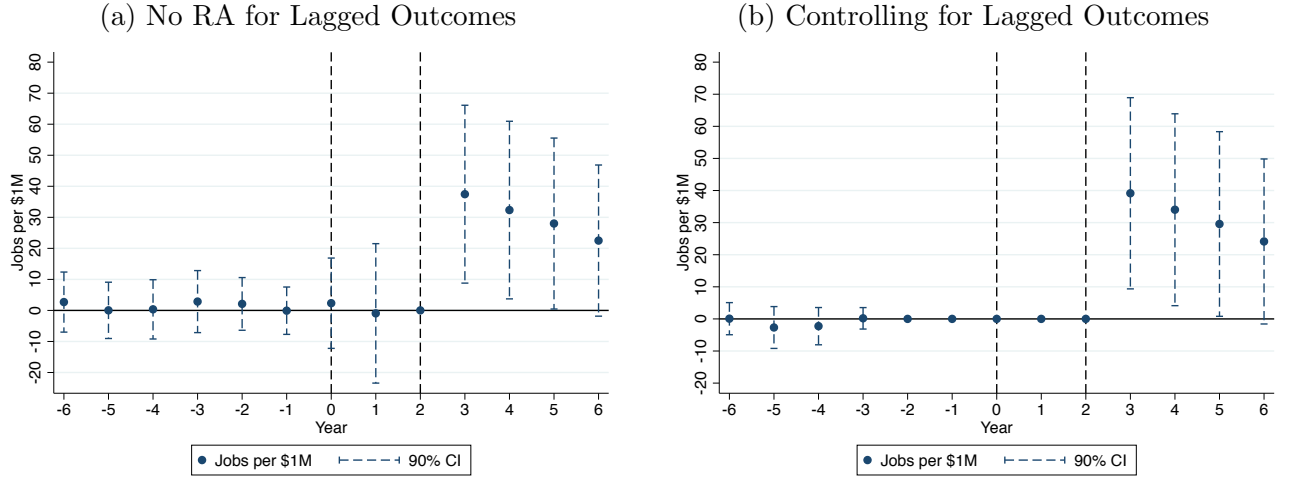 (a) No RA for Lagged Outcomes
80
70
60
50
40
30
20
10
0
-10
-20
Jobs per $1M
-6 -5 -4 -3 -2 -1 0 1 2 3 4 5 6
Year
Jobs per $1M 90% CI
(b) Controlling for Lagged Outcomes
80
70
60
50
40
30
20
10
0
-10
-20
Jobs per $1M
-6 -5 -4 -3 -2 -1 0 1 2 3 4 5 6
Year
Jobs per $1M 90% CI